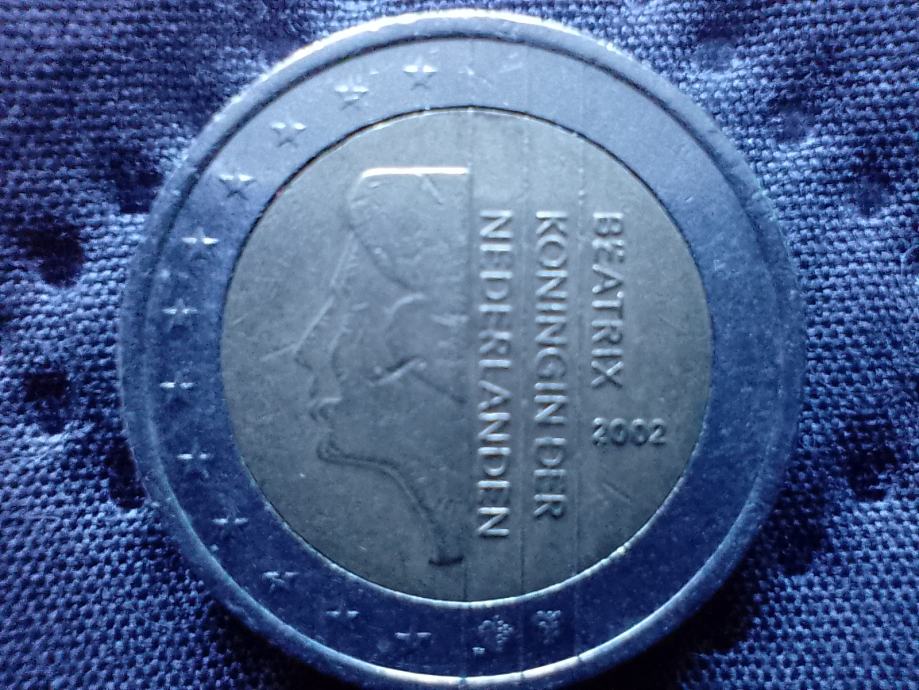 BEATRIX
KONINGIN DER
NEDERLANDEN
2002